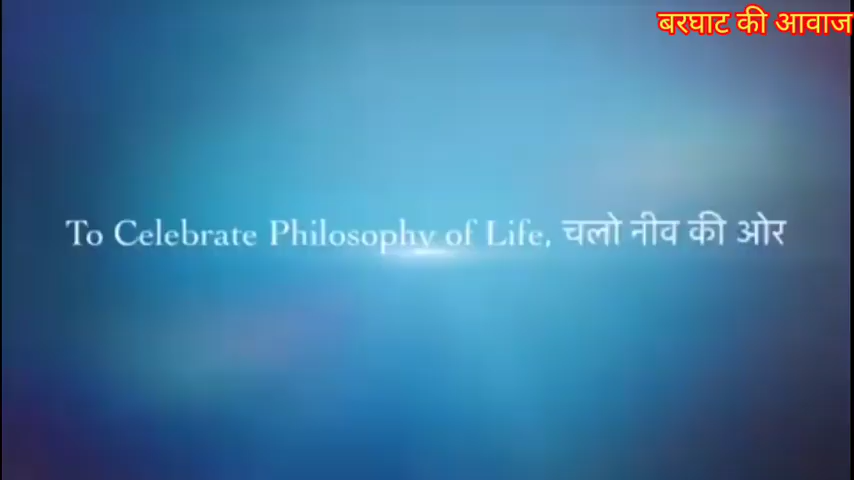 बरघाट की आवाज
To Celebrate Philosophy of Life, चलो नीव की ओर